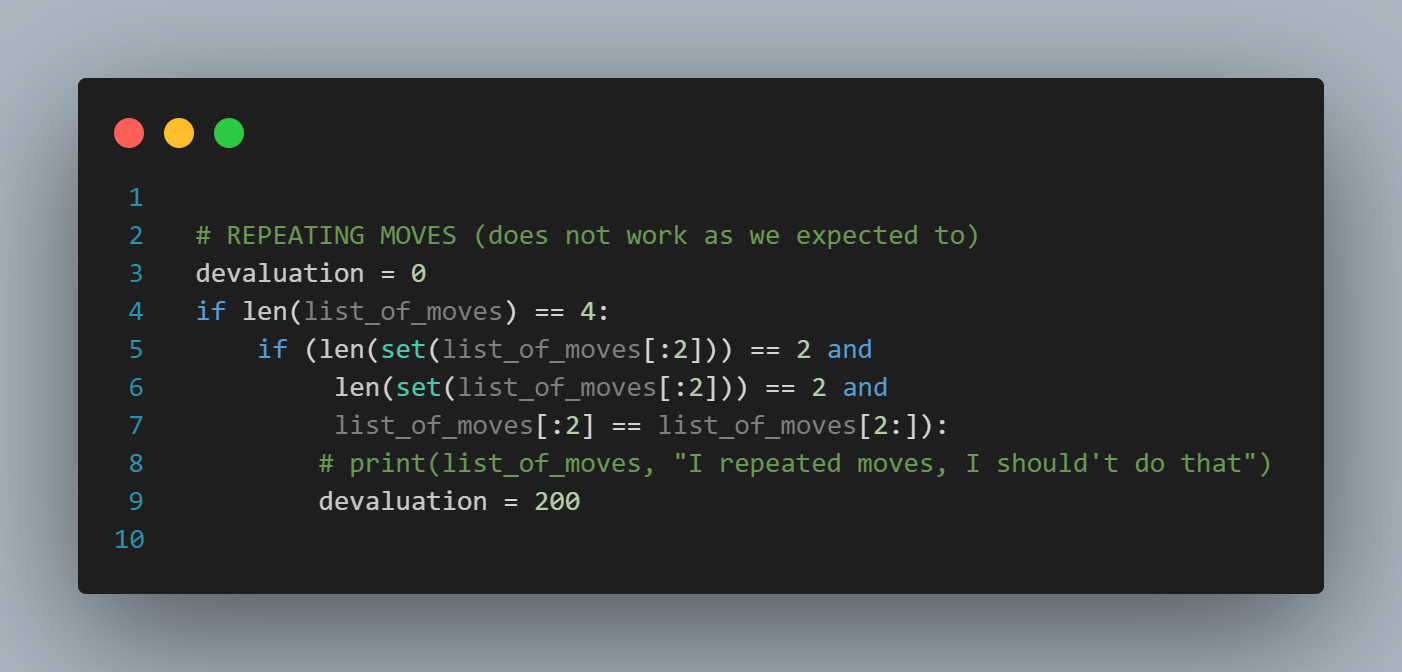 1
2 # REPEATING MOVES (does not work as we expected to)
3 devaluation = 0
4 if len(list_of_moves) == 4:
5     if (len(set(list_of_moves[:2])) == 2 and
6          len(set(list_of_moves[:2])) == 2 and
7          list_of_moves[:2] == list_of_moves[2:]):
8         # print(list_of_moves, "I repeated moves, I should't do that")
9         devaluation = 200
10